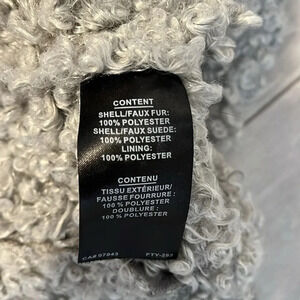 CONTENT
SHELL/FAUX FUR:
100% POLYESTER
SHELL/FAUX SUEDE:
100% POLYESTER
LINING:
100% POLYESTER
CONTENU
TISSU EXTÉRIEUR/
FAUSSE FOURRURE :
100 % POLYESTER
DOUBLURE :
100 % POLYESTER
CA# 07043